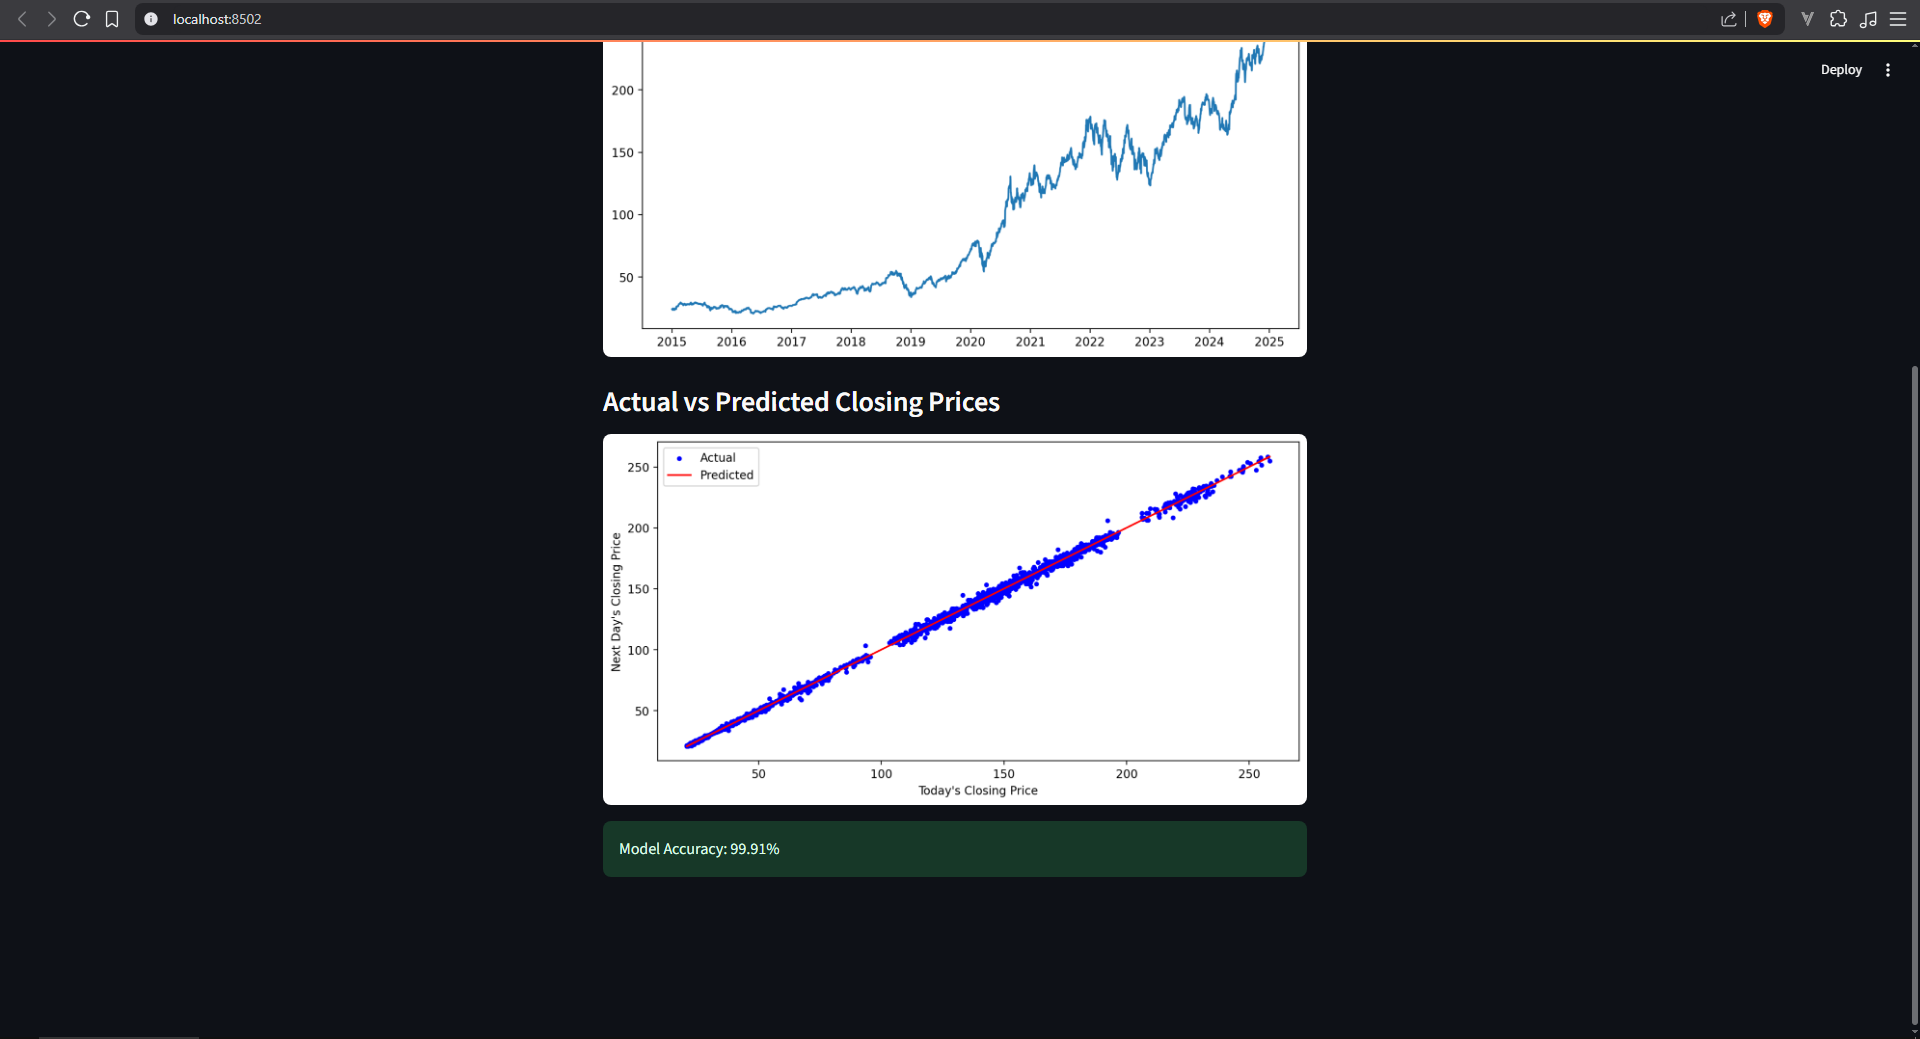 localhost:8502
Deploy
200
150
100
50
2015 2016 2017 2018 2019 2020 2021 2022 2023 2024 2025
Actual vs Predicted Closing Prices
Actual
Predicted
250
200
150
100
50
Next Day's Closing Price
50 100 150 200 250
Today's Closing Price
Model Accuracy: 99.91%